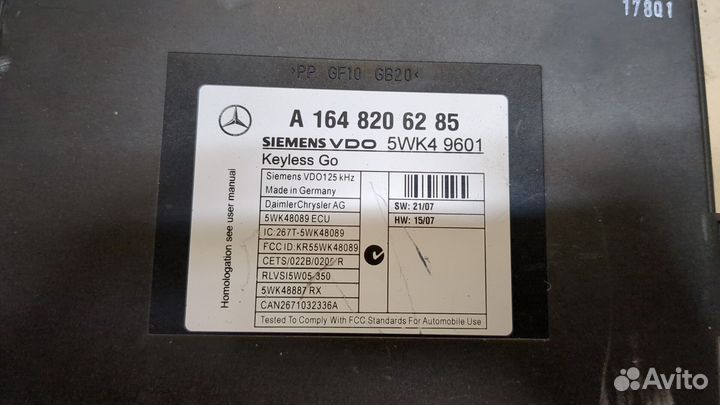 17801
>PP GF10 GB20<
A 164 820 62 85
SIEMENS VDO 5WK4 9601
Keyless Go
Homologation see user manual
Siemens VDO125 kHz
Made in Germany
DaimlerChrysler AG
5WK48089 ECU
IC:267T-5WK48089
FCC ID:KR55WK48089
CETS/022B/0205/R
RLVSI5W05-350
5WK48887 RX
CAN2671032336A
SW: 21/07
HW: 15/07
Tested To Comply With FCC Standards For Automobile Use
Avito